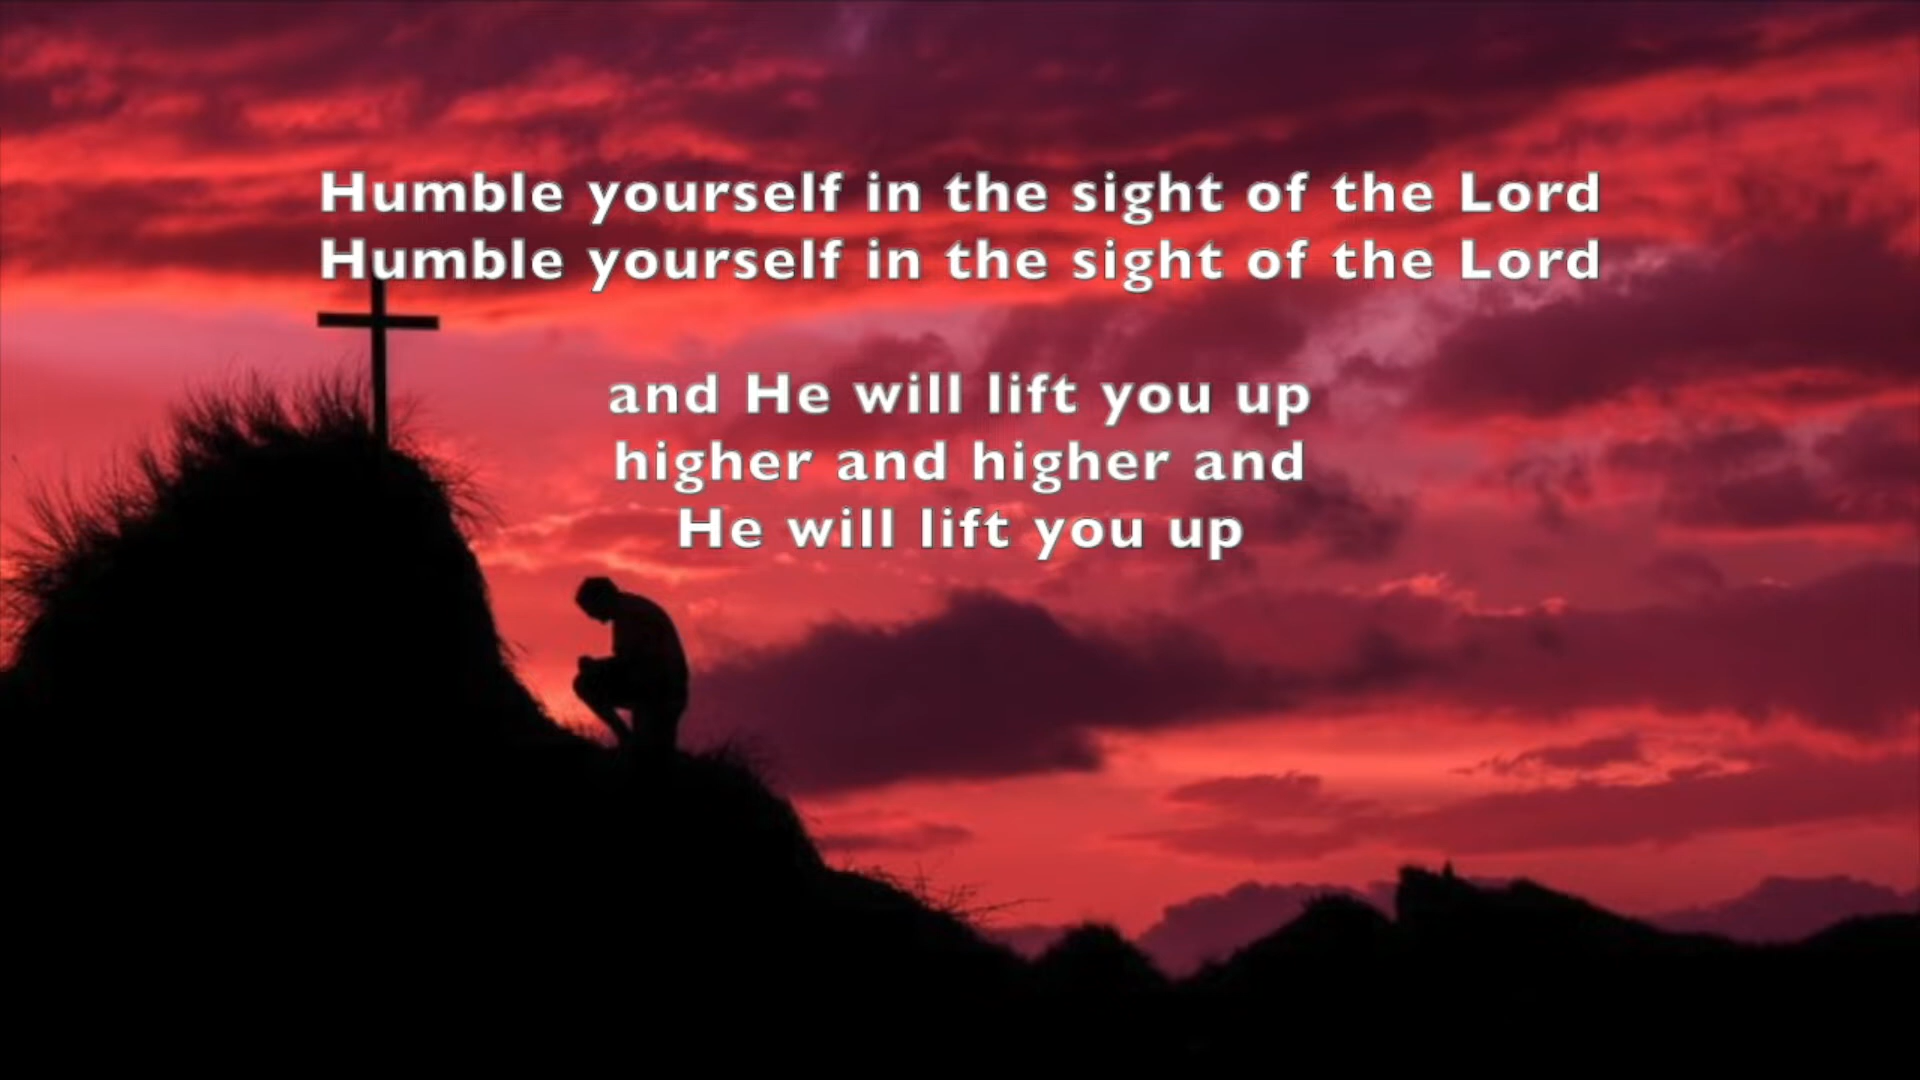 Humble yourself in the sight of the Lord
Humble yourself in the sight of the Lord
and He will lift you up
higher and higher and
He will lift you up